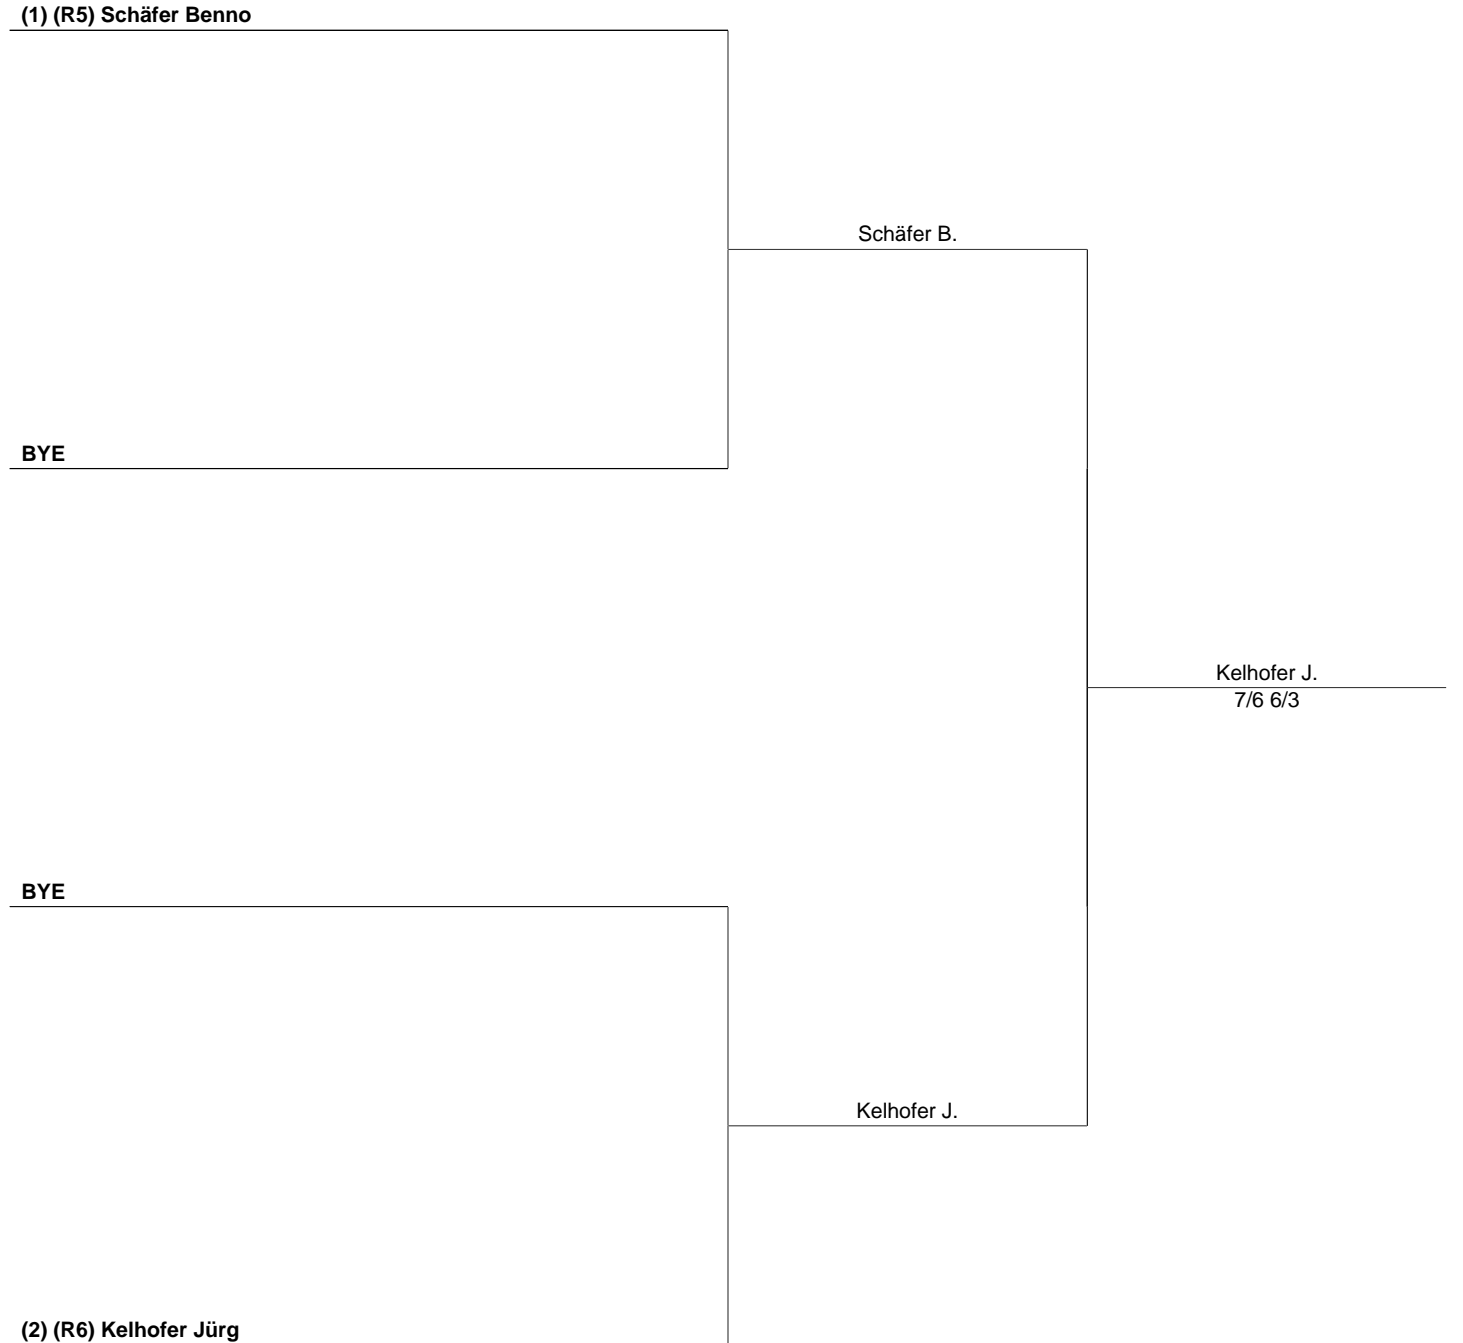 (1) (R5) Schäfer Benno
Schäfer B.
BYE
Kelhofer J.
7/6 6/3
BYE
Kelhofer J.
(2) (R6) Kelhofer Jürg